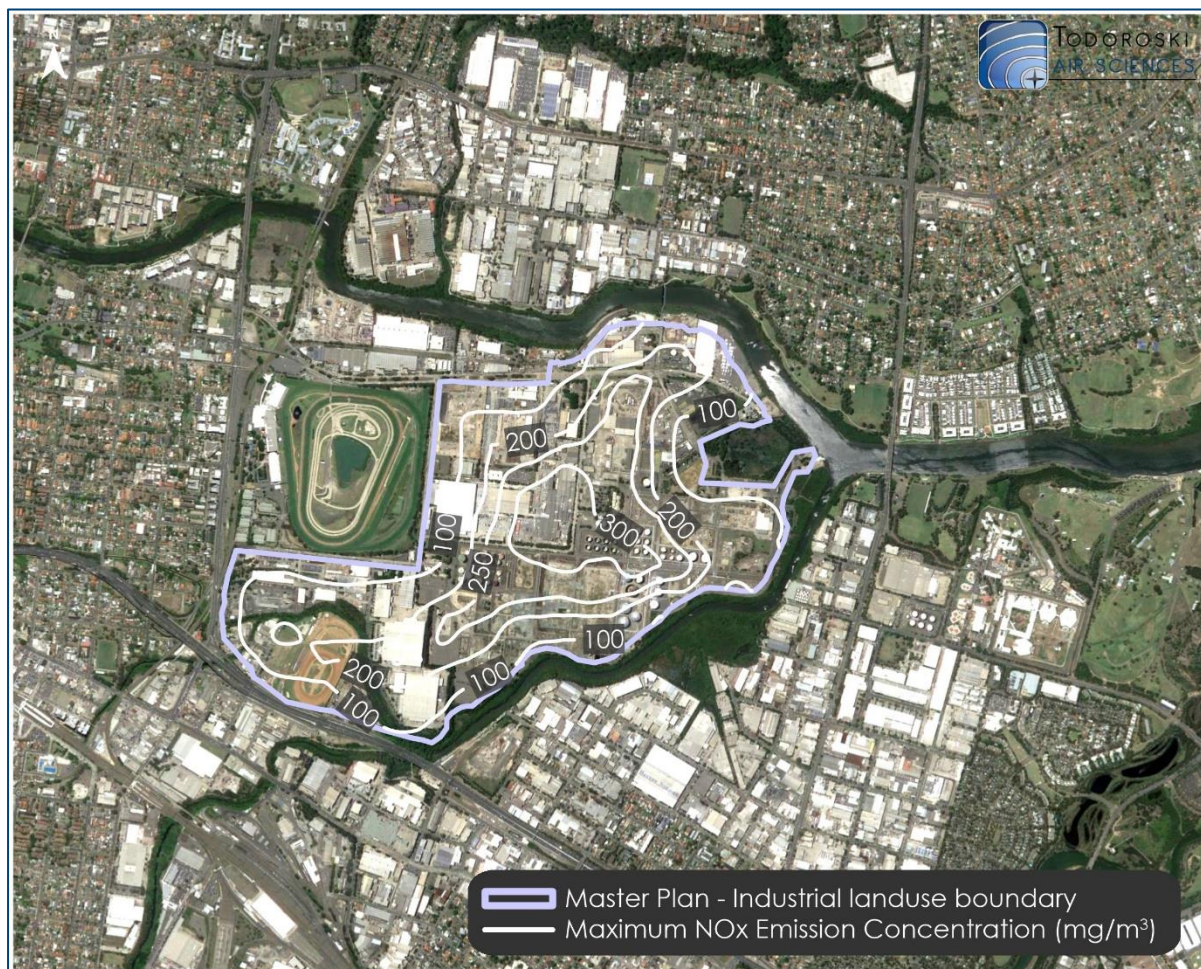 N
TODOROSKI
AIR SCIENCES
100
200
300
200
100
250
100
100
200
100
Master Plan - Industrial landuse boundary
Maximum NOx Emission Concentration (mg/m³)